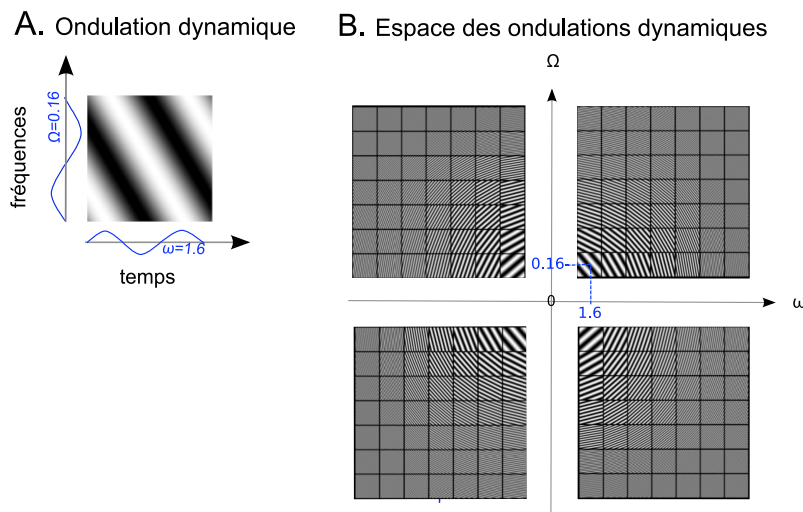 A. Ondulation dynamique
Ω=0.16
fréquences
ω=1.6
temps
B. Espace des ondulations dynamiques
Ω
0.16
0
1.6
ω